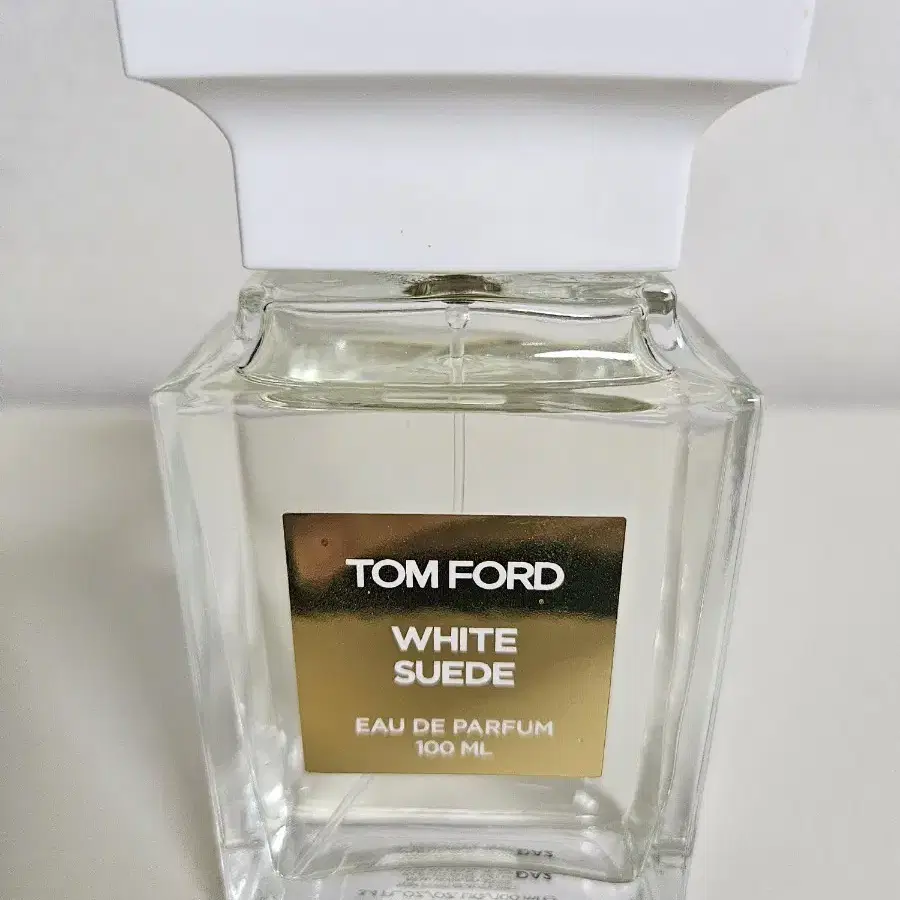 TOM FORD
WHITE
SUEDE
EAU DE PARFUM
100 ML